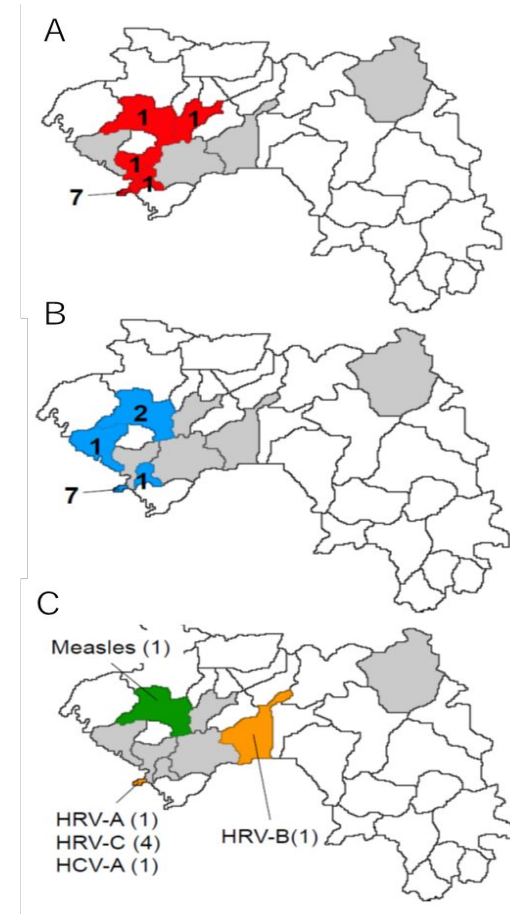 A
1
1
1
1
7
B
2
1
1
7
C
Measles (1)
HRV-A (1)
HRV-C (4)
HCV-A (1)
HRV-B(1)